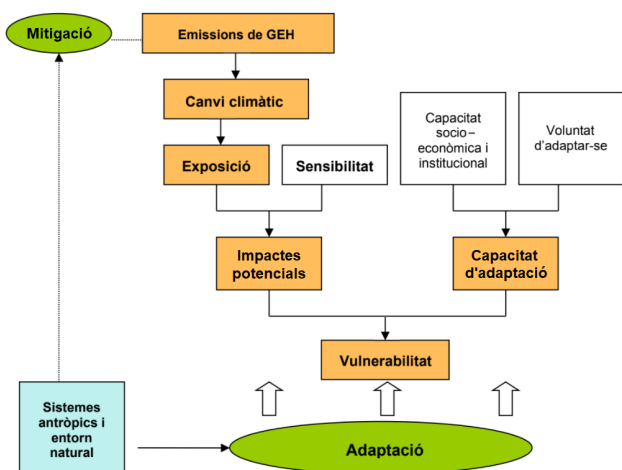 Mitigació
Emissions de GEH
Canvi climàtic
Capacitat
socio–
econòmica i
institucional
Voluntat
d'adaptar-se
Exposició
Sensibilitat
Impactes
potencials
Capacitat
d'adaptació
Vulnerabilitat
Sistemes
antròpics i
entorn
natural
Adaptació